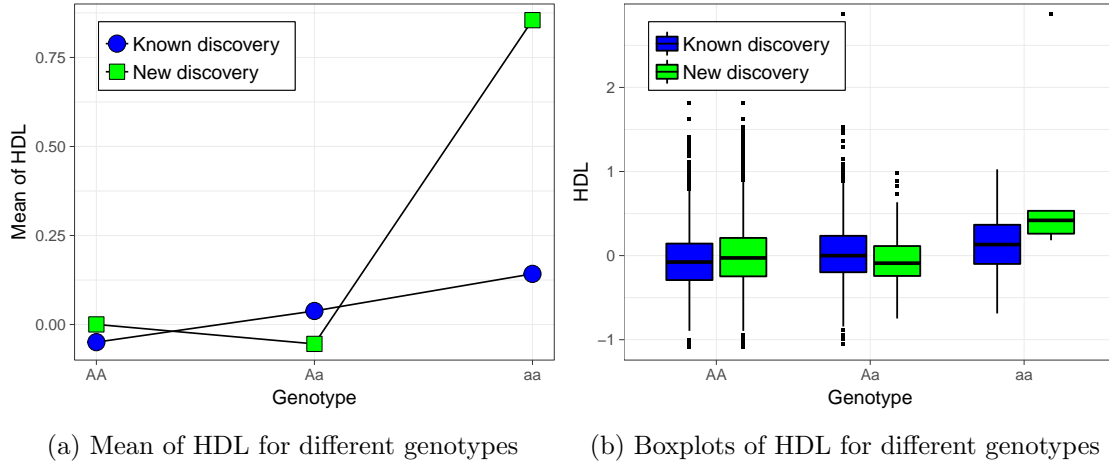 Known discovery
New discovery
0.75
0.50
0.25
0.00
Mean of HDL
AA
Aa
aa
Genotype
(a) Mean of HDL for different genotypes
Known discovery
New discovery
2
1
0
−1
HDL
AA
Aa
aa
Genotype
(b) Boxplots of HDL for different genotypes